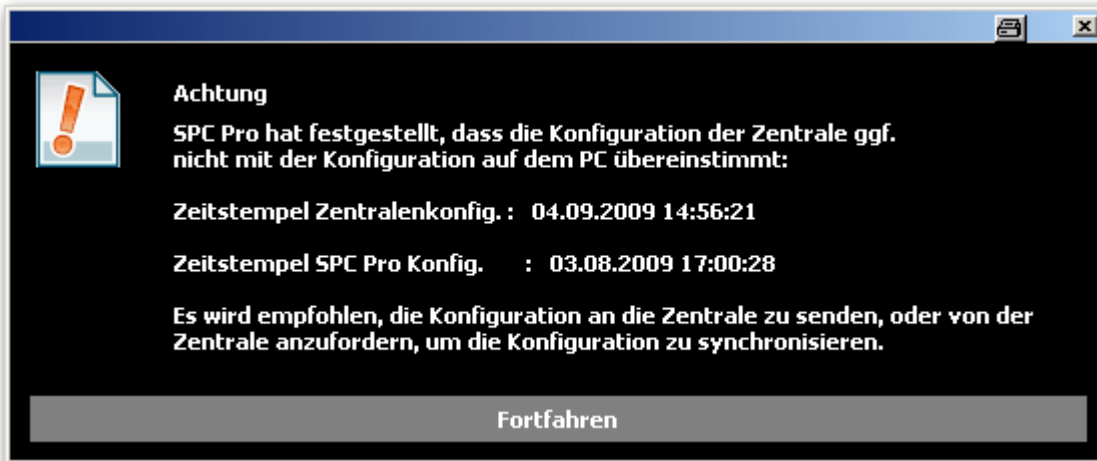 Achtung
SPC Pro hat festgestellt, dass die Konfiguration der Zentrale ggf.
nicht mit der Konfiguration auf dem PC übereinstimmt:
Zeitstempel Zentralenkonfig. : 04.09.2009 14:56:21
Zeitstempel SPC Pro Konfig. : 03.08.2009 17:00:28
Es wird empfohlen, die Konfiguration an die Zentrale zu senden, oder von der
Zentrale anzufordern, um die Konfiguration zu synchronisieren.
Fortfahren